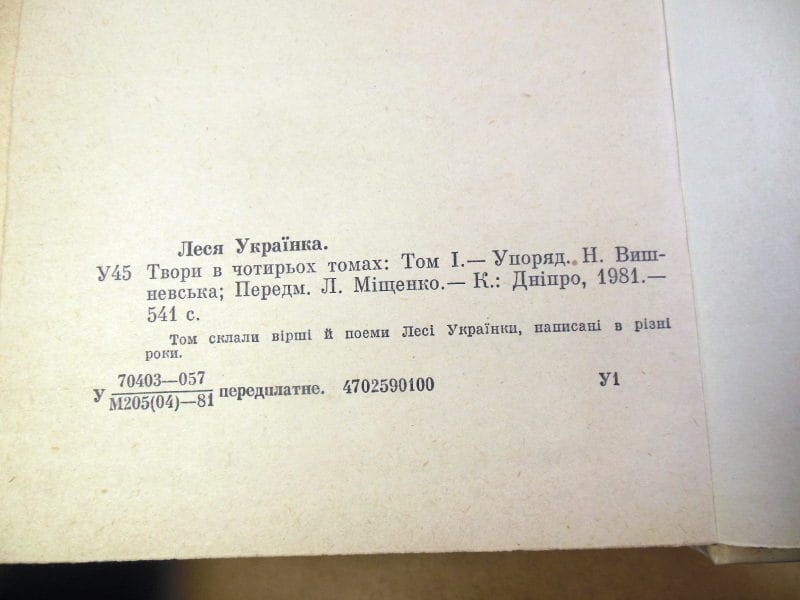 Леся Українка.
У45 Твори в чотирьох томах: Том I.— Упоряд. Н. Виш-
невська; Передм. Л. Міщенко.— К.: Дніпро, 1981.—
541 с.
Том склали вірші й поеми Лесі Українки, написані в різні
роки.
У 70403—057
М205(04)—81 передплатне. 4702590100 У1